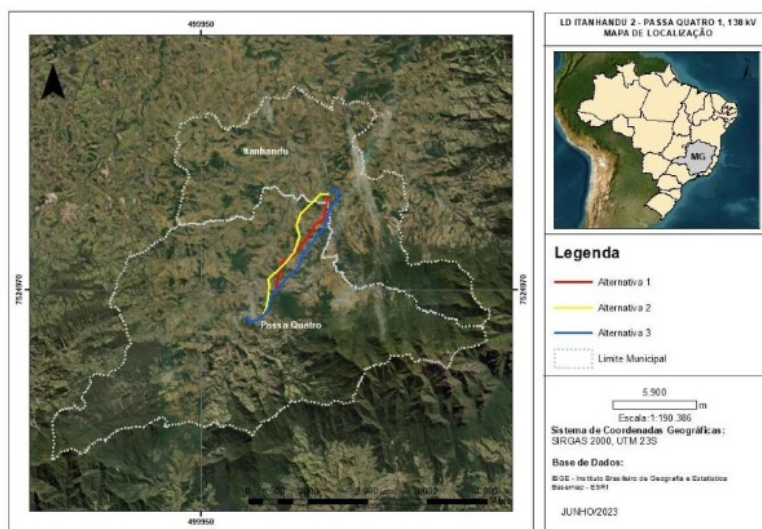 499950
7524970
Itanhandu
Passa Quatro
7524970
499950
LD ITANHANDU 2 - PASSA QUATRO 1, 138 kV
MAPA DE LOCALIZAÇÃO
MG
Legenda
Alternativa 1
Alternativa 2
Alternativa 3
Limite Municipal
5.900
m
Escala:1:190.386
Sistema de Coordenadas Geográficas:
SIRGAS 2000, UTM 23S
Base de Dados:
IBGE - Instituto Brasileiro de Geografia e Estatística
Basemap - ESRI
JUNHO/2023